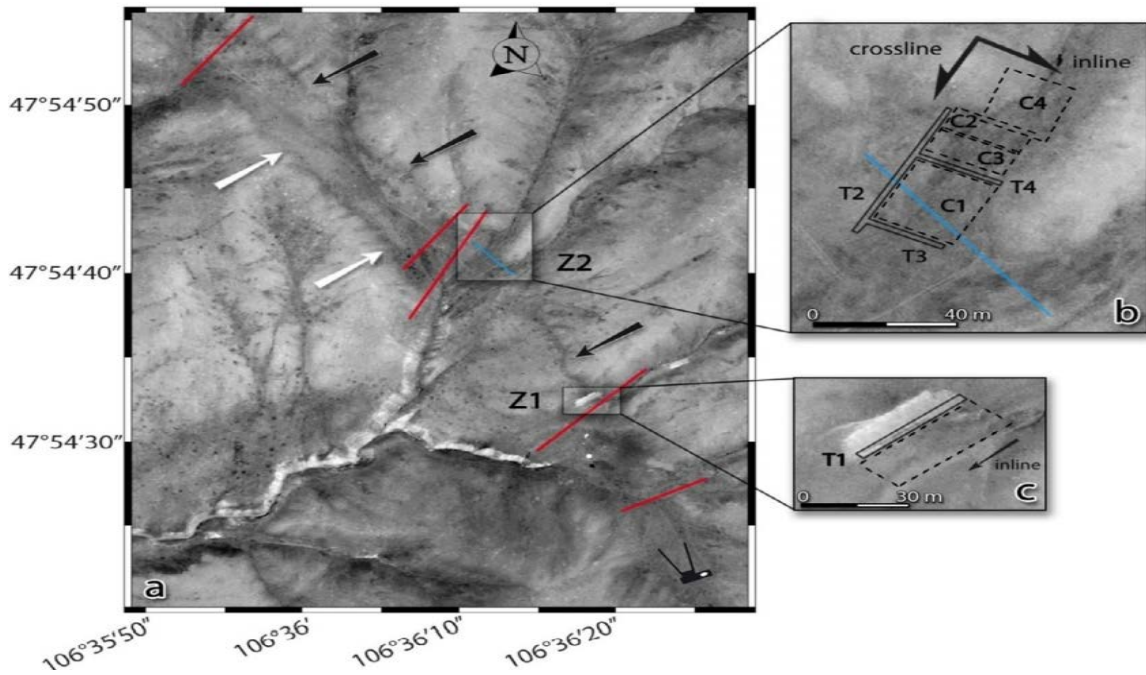 N
47°54′50″
47°54′40″
47°54′30″
Z2
Z1
a
106°35′50″
106°36′
106°36′10″
106°36′20″
crossline
inline
C4
C2
C3
T4
T2
C1
T3
0
40 m
b
T1
inline
0
30 m
c